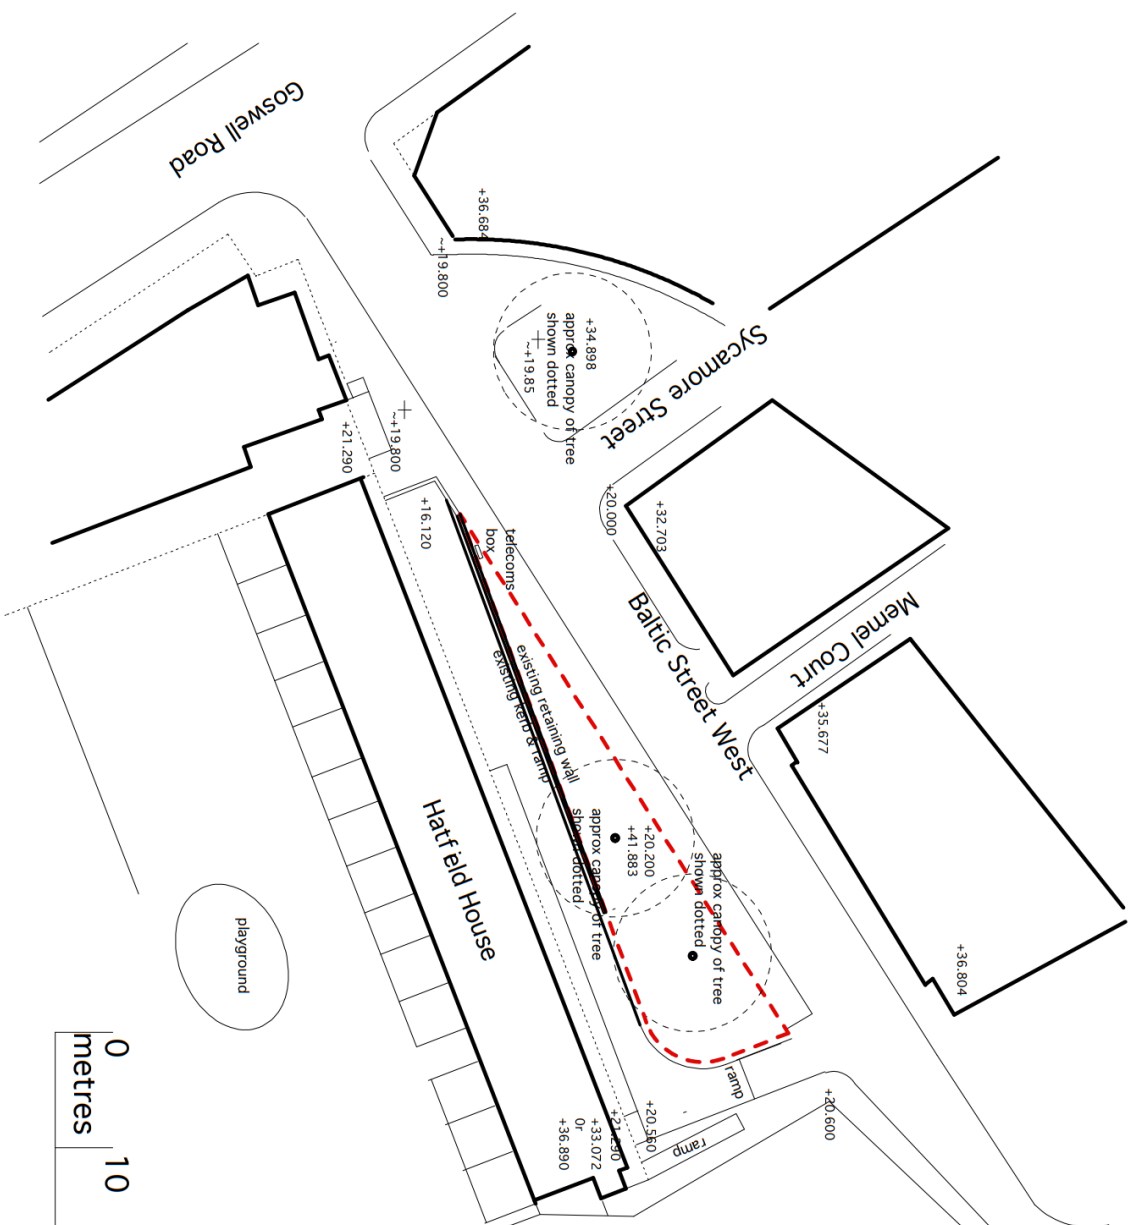 Goswell Road
+36.684
~+19.800
+34.898
approx canopy of tree
shown dotted
~+19.85
Sycamore Street
~+19.800
+21.290
+16.120
telecoms
box
+20.000
+32.703
Baltic Street West
Memel Court
+35.677
existing retaining wall
existing kerb & ramp
Hatfield House
+20.200
+41.883
approx canopy of tree
shown dotted
approx canopy of tree
shown dotted
+36.804
playground
0
metres
10
ramp
ramp
+20.600
+20.560
+21.290
+33.072
Or
+36.890